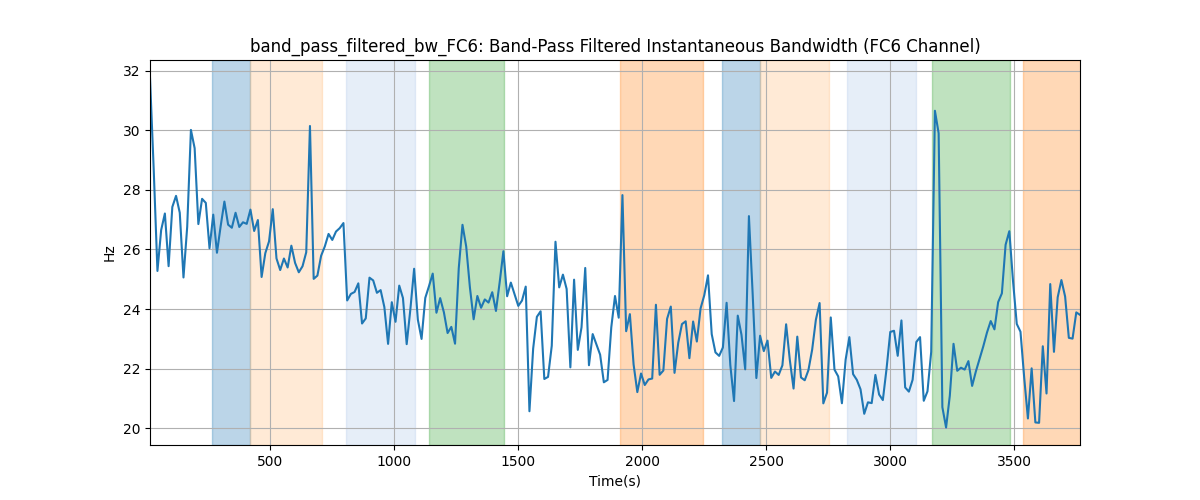 band_pass_filtered_bw_FC6: Band-Pass Filtered Instantaneous Bandwidth (FC6 Channel)
32
30
28
26
24
22
20
Hz
500 1000 1500 2000 2500 3000 3500
Time(s)